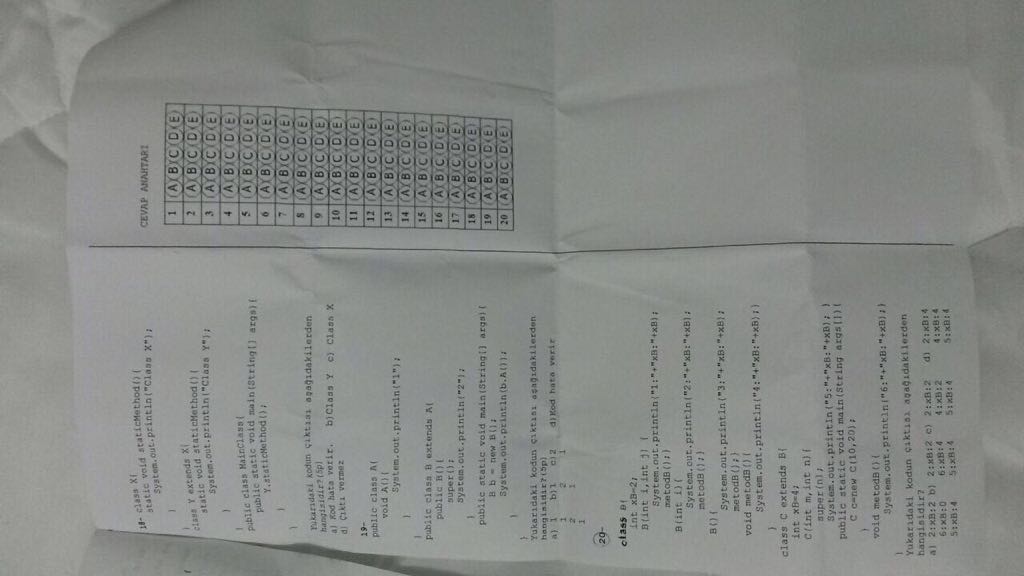 18- class X{
static void staticMethod(){
System.out.println("Class X");
}
}
class Y extends X{
static void staticMethod(){
System.out.println("Class Y");
}
}
public class MainClass{
public static void main(String[] args){
Y.staticMethod();
}
}
Yukarıdaki kodun çıktısı aşağıdakilerden
hangisidir?(5p)
a) Kod hata verir. b)Class Y c) Class X
d) Çıktı vermez
19-
public class A{
void A(){
System.out.println("1");
}
}
public class B extends A{
public B(){
super();
System.out.println("2");
}
public static void main(String[] args){
B b = new B();
System.out.println(b.A());
}
}
Yukarıdaki kodun çıktısı aşağıdakilerden
hangisidir?(5p)
a) 1 b)1 c)2 d)Kod hata verir
1 2 1
2 1
1
20-
class B{
int xB=2;
B(int i,int j) {
System.out.println("1:"+"xB:"+xB);
metodB();}
B(int i){
System.out.println("2:"+"xB:"+xB);
metodB();}
B(){
System.out.println("3:"+"xB:"+xB);
metodB();}
void metodB(){
System.out.println("4:"+"xB:"+xB);}
}
class C extends B{
int xB=4;
C(int m,int n){
super(n);
System.out.println("5:"+"xB:"+xB); }
public static void main(String args[]){
C c=new C(10,20);
}
void metodB(){
System.out.println("6:"+"xB:"+xB);}
}
Yukarıdaki kodun çıktısı aşağıdakilerden
hangisidir?
a) 2:xB:2 b) 2:xB:2 c) 2:xB:2 d) 2:xB:4
6:xB:0 6:xB:4 4:xB:2 4:xB:4
5:xB:4 5:xB:4 5:xB:4 5:xB:4
CEVAP ANAHTARI
1 A B C D E
2 A B C D E
3 A B C D E
4 A B C D E
5 A B C D E
6 A B C D E
7 A B C D E
8 A B C D E
9 A B C D E
10 A B C D E
11 A B C D E
12 A B C D E
13 A B C D E
14 A B C D E
15 A B C D E
16 A B C D E
17 A B C D E
18 A B C D E
19 A B C D E
20 A B C D E